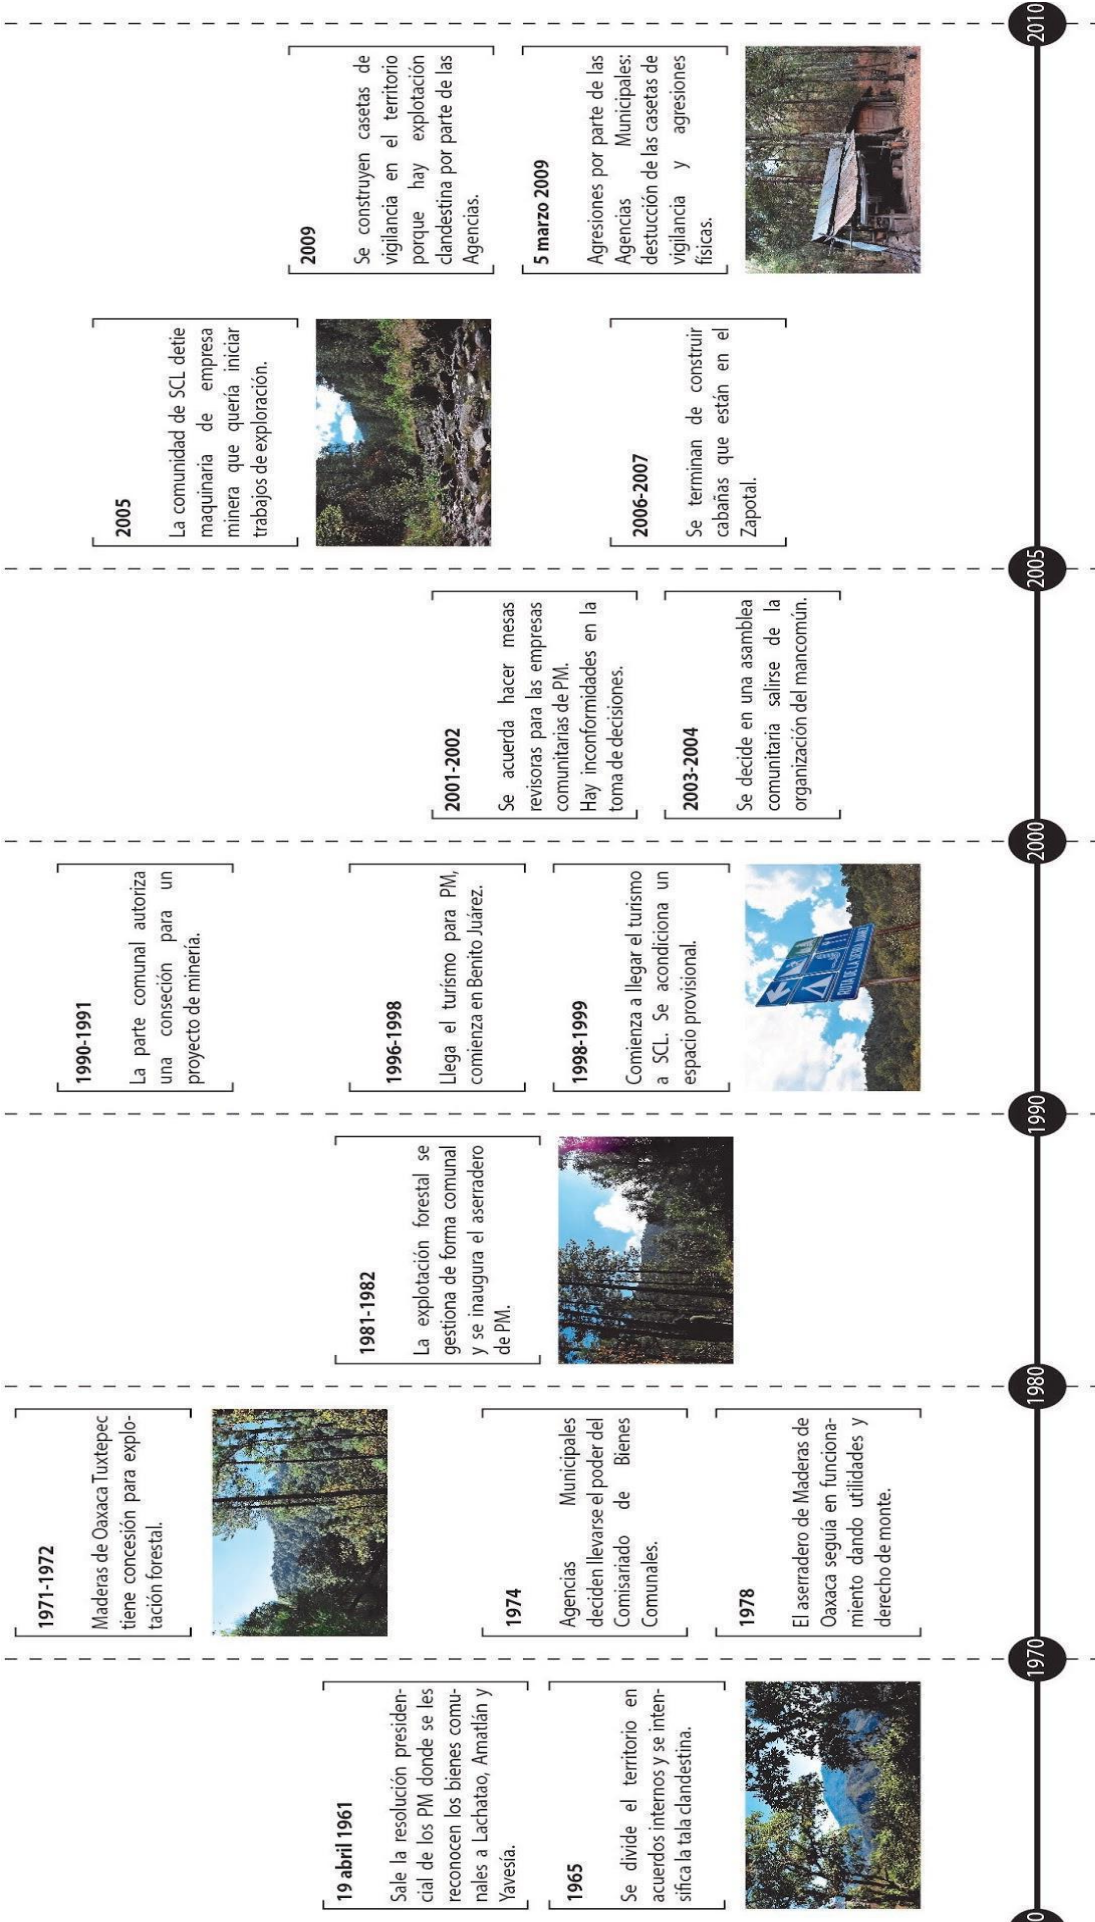 19 abril 1961
Sale la resolución presiden-
cial de los PM donde se les
reconocen los bienes comu-
nales a Lachatao, Amatlán y
Yavesía.
1965
Se divide el territorio en
acuerdos internos y se inten-
sifica la tala clandestina.
1971-1972
Maderas de Oaxaca Tuxtepec
tiene concesión para explo-
tación forestal.
1974
Agencias Municipales
deciden llevarse el poder del
Comisariado de Bienes
Comunales.
1978
El aserradero de Maderas de
Oaxaca seguía en funciona-
miento dando utilidades y
derecho de monte.
1981-1982
La explotación forestal se
gestiona de forma comunal
y se inaugura el aserradero
de PM.
1990-1991
La parte comunal autoriza
una conseción para un
proyecto de minería.
1996-1998
Llega el turismo para PM,
comienza en Benito Juárez.
1998-1999
Comienza a llegar el turismo
a SCL. Se acondiciona un
espacio provisional.
RUTA DE LA SIERRA JUAREZ
2001-2002
Se acuerda hacer mesas
revisoras para las empresas
comunitarias de PM.
Hay inconformidades en la
toma de decisiones.
2003-2004
Se decide en una asamblea
comunitaria salirse de la
organización del mancomún.
2005
La comunidad de SCL detie
maquinaria de empresa
minera que quería iniciar
trabajos de exploración.
2006-2007
Se terminan de construir
cabañas que están en el
Zapotal.
2009
Se construyen casetas de
vigilancia en el territorio
porque hay explotación
clandestina por parte de las
Agencias.
5 marzo 2009
Agresiones por parte de las
Agencias Municipales:
destucción de las casetas de
vigilancia y agresiones
físicas.
0
1970
1980
1990
2000
2005
2010